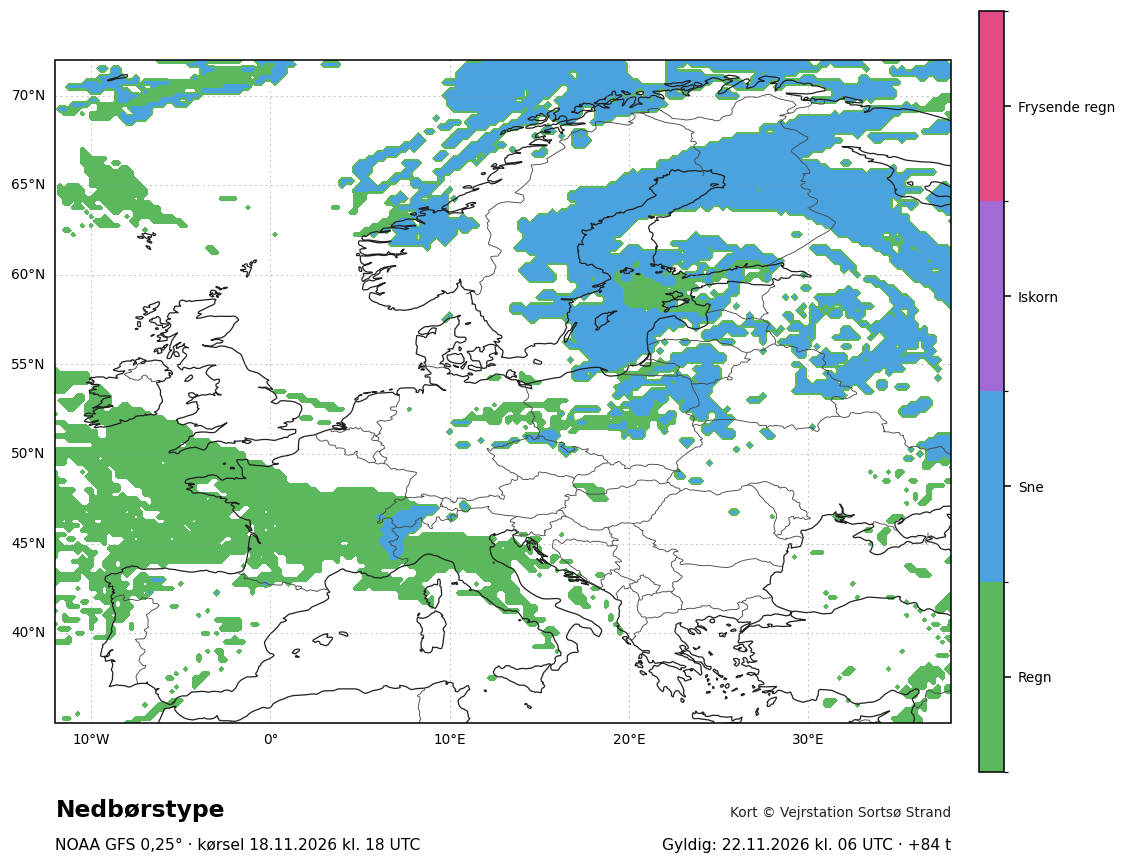 70°N
65°N
60°N
55°N
50°N
45°N
40°N
10°W
0°
10°E
20°E
30°E
Frysende regn
Iskorn
Sne
Regn
Nedbørstype
Kort © Vejrstation Sortsø Strand
NOAA GFS 0,25° · kørsel 18.11.2026 kl. 18 UTC
Gyldig: 22.11.2026 kl. 06 UTC · +84 t